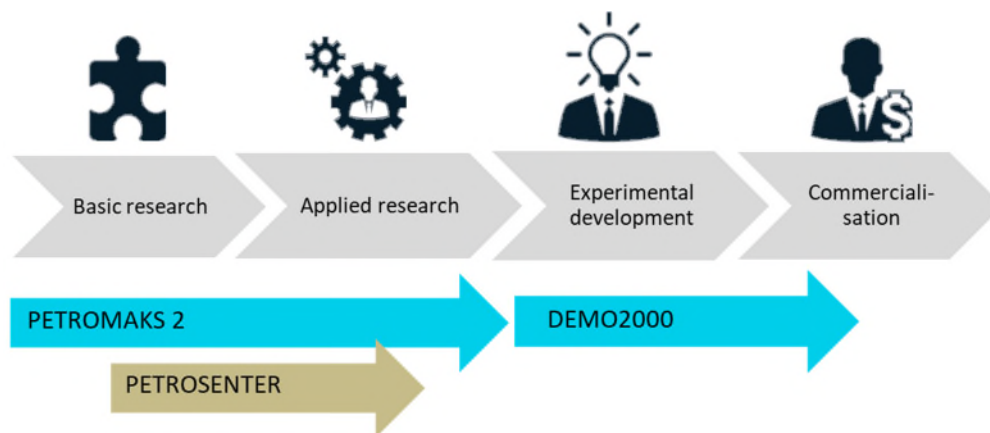 Basic research
Applied research
Experimental
development
Commerciali-
sation
PETROMAKS 2
DEMO2000
PETROSENTER